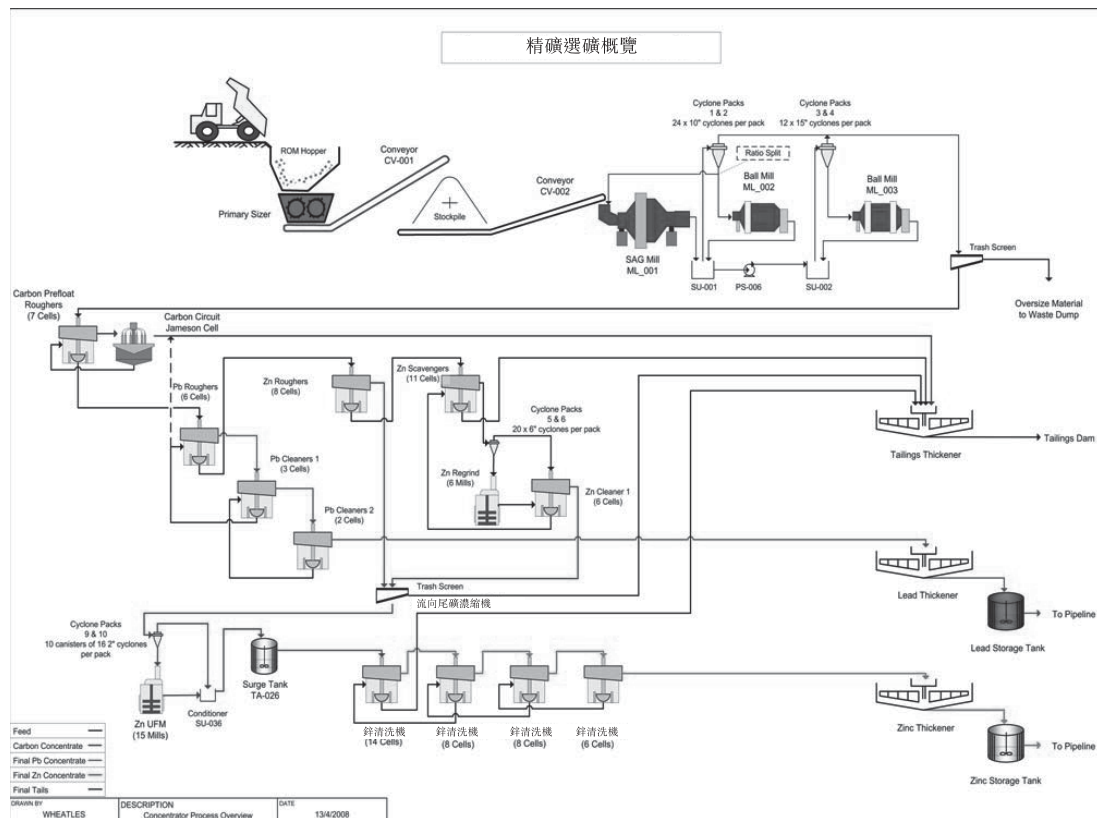 精礦選礦概覽
Cyclone Packs
1 & 2
24 x 10" cyclones per pack
Cyclone Packs
3 & 4
12 x 15" cyclones per pack
ROM Hopper
Conveyor
CV-001
Ratio Split
Primary Sizer
Stockpile
Conveyor
CV-002
Ball Mill
ML_002
Ball Mill
ML_003
SAG Mill
ML_001
SU-001
PS-006
SU-002
Trash Screen
Oversize Material
to Waste Dump
Carbon Prefloat
Roughers
(7 Cells)
Carbon Circuit
Jameson Cell
Pb Roughers
(6 Cells)
Zn Roughers
(8 Cells)
Zn Scavengers
(11 Cells)
Cyclone Packs
5 & 6
20 x 6" cyclones per pack
Tailings Dam
Tailings Thickener
Pb Cleaners 1
(3 Cells)
Zn Regrind
(6 Mills)
Zn Cleaner 1
(6 Cells)
Pb Cleaners 2
(2 Cells)
Trash Screen
流向尾礦濃縮機
Lead Thickener
To Pipeline
Lead Storage Tank
Cyclone Packs
9 & 10
10 canisters of 16 2" cyclones
per pack
Surge Tank
TA-026
Zn UFM
(15 Mills)
Conditioner
SU-036
鋅清洗機
(14 Cells)
鋅清洗機
(8 Cells)
鋅清洗機
(8 Cells)
鋅清洗機
(6 Cells)
Zinc Thickener
To Pipeline
Zinc Storage Tank
Feed
Carbon Concentrate
Final Pb Concentrate
Final Zn Concentrate
Final Tails
DRAWN BY
WHEATLES
DESCRIPTION
Concentrator Process Overview
DATE
13/4/2008